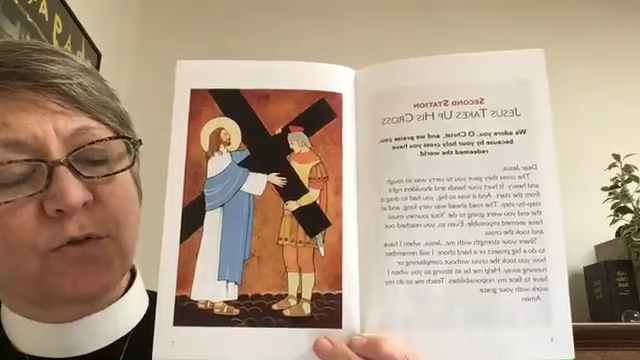 SECOND STATION
JESUS TAKES UP HIS CROSS
We adore you, O Christ, and we praise you,
because by your holy cross you have
redeemed the world.
Dear Jesus,
The cross they gave you to carry was so rough
and heavy. It hurt your hands and shoulders right
from the start. And it was so big, you had to drag it
step-by-step. The road ahead was very long, and at
the end you were going to die. Your journey must
have seemed impossible. Even so, you reached out
and took the cross.
Share your strength with me, Jesus, when I have
to do a big project or a hard chore. I will remember
how you took the cross without complaining or
running away. Help me be as strong as you when I
have to face my responsibilities. Teach me to do my
work with your grace.
Amen.